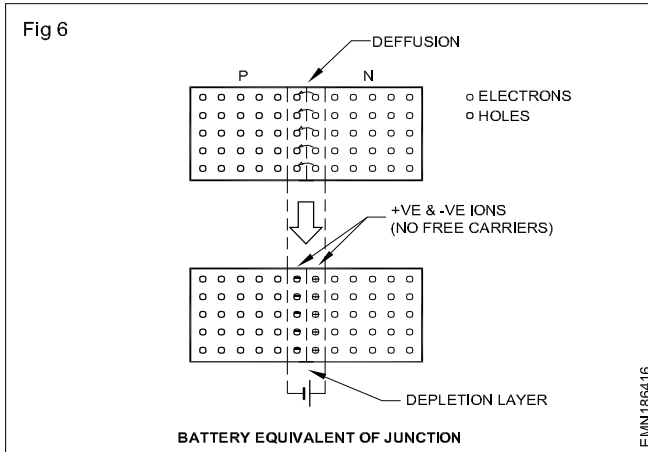 Fig 6
DEFFUSION
P
N
ELECTRONS
HOLES
+VE & -VE IONS
(NO FREE CARRIERS)
DEPLETION LAYER
BATTERY EQUIVALENT OF JUNCTION
EMN186416